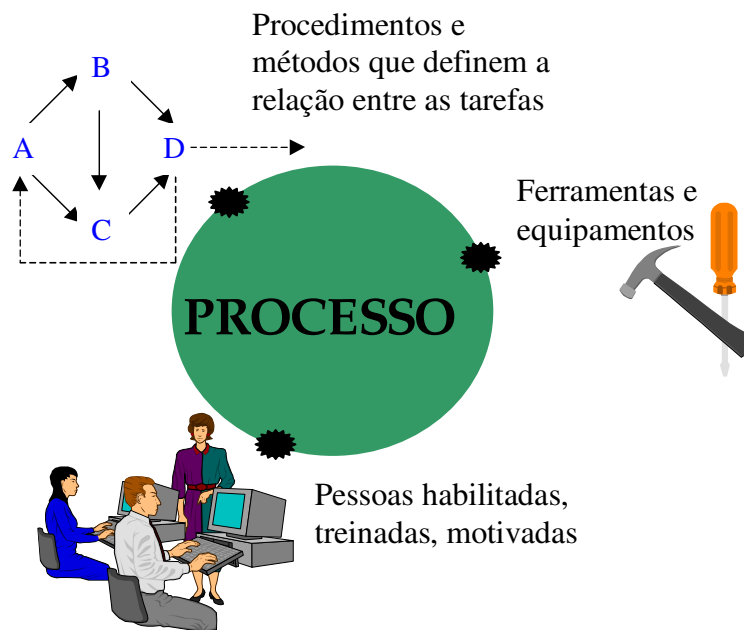 Procedimentos e
métodos que definem a
relação entre as tarefas
B
A
D
C
Ferramentas e
equipamentos
PROCESSO
Pessoas habilitadas,
treinadas, motivadas